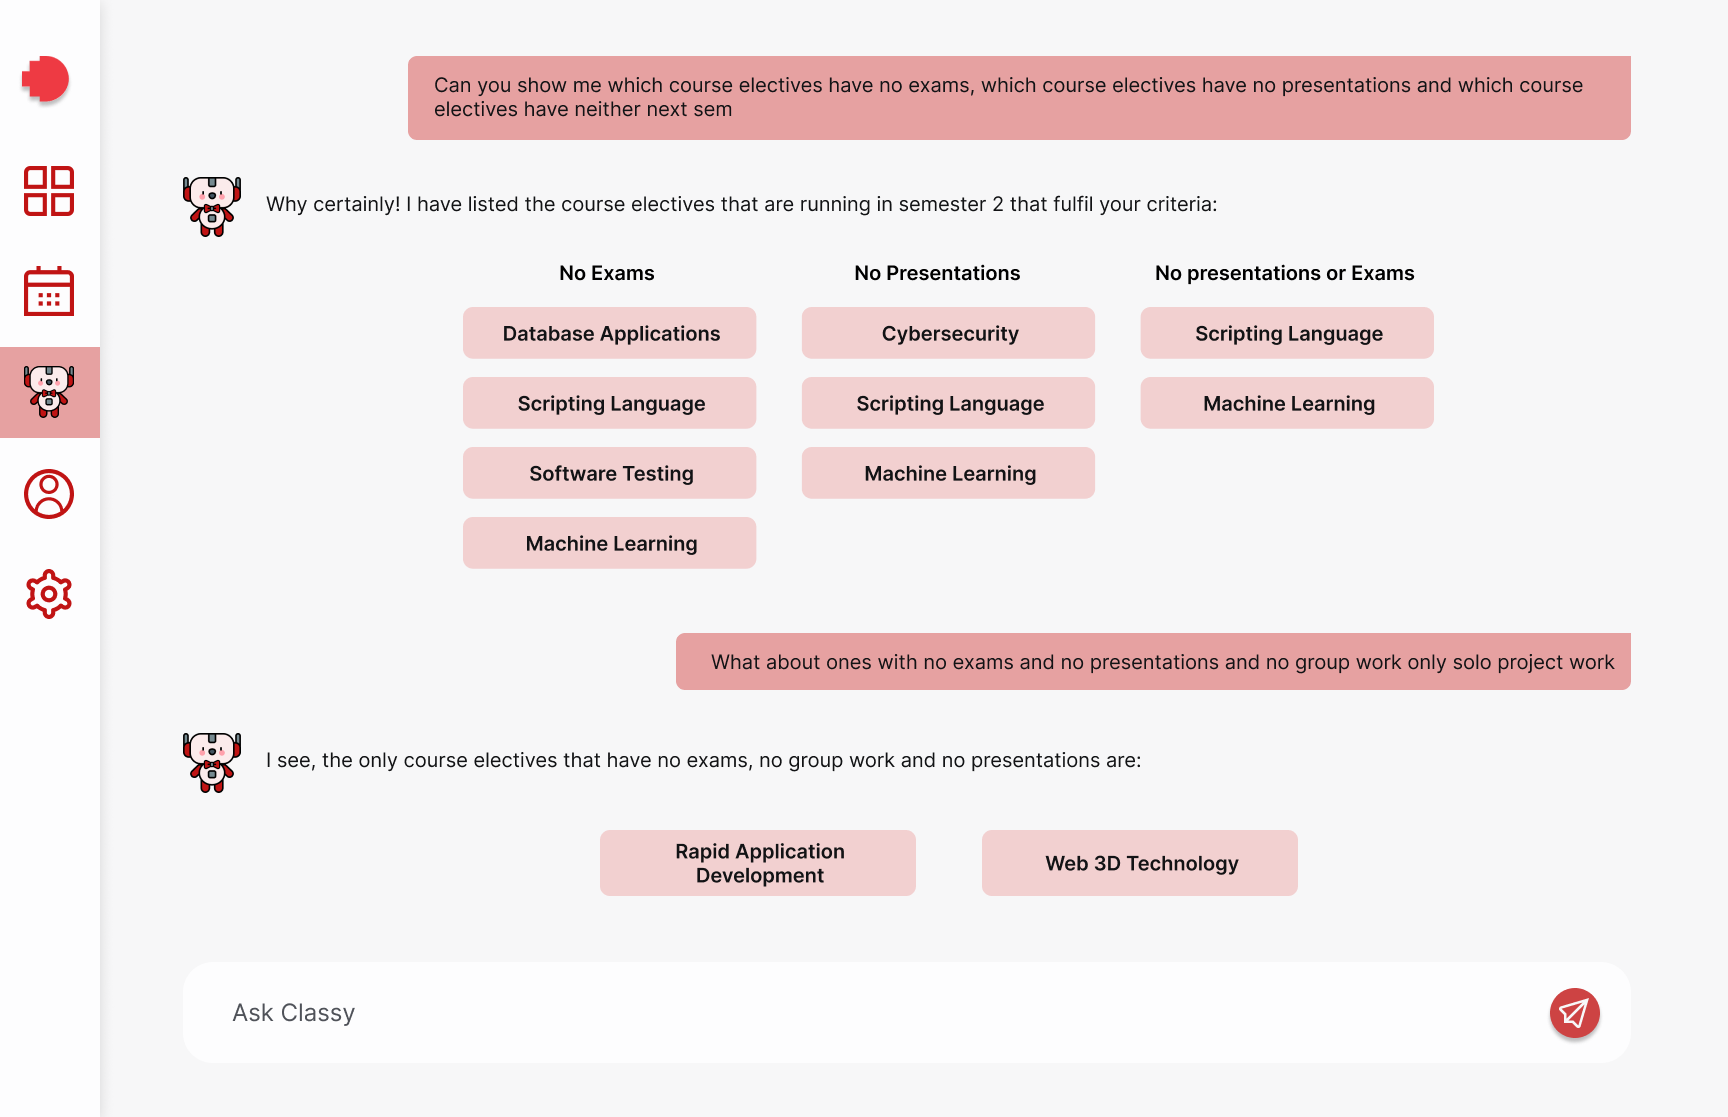 Can you show me which course electives have no exams, which course electives have no presentations and which course
electives have neither next sem
Why certainly! I have listed the course electives that are running in semester 2 that fulfil your criteria:
No Exams
No Presentations
No presentations or Exams
Database Applications
Cybersecurity
Scripting Language
Scripting Language
Scripting Language
Machine Learning
Software Testing
Machine Learning
Machine Learning
What about ones with no exams and no presentations and no group work only solo project work
I see, the only course electives that have no exams, no group work and no presentations are:
Rapid Application
Development
Web 3D Technology
Ask Classy